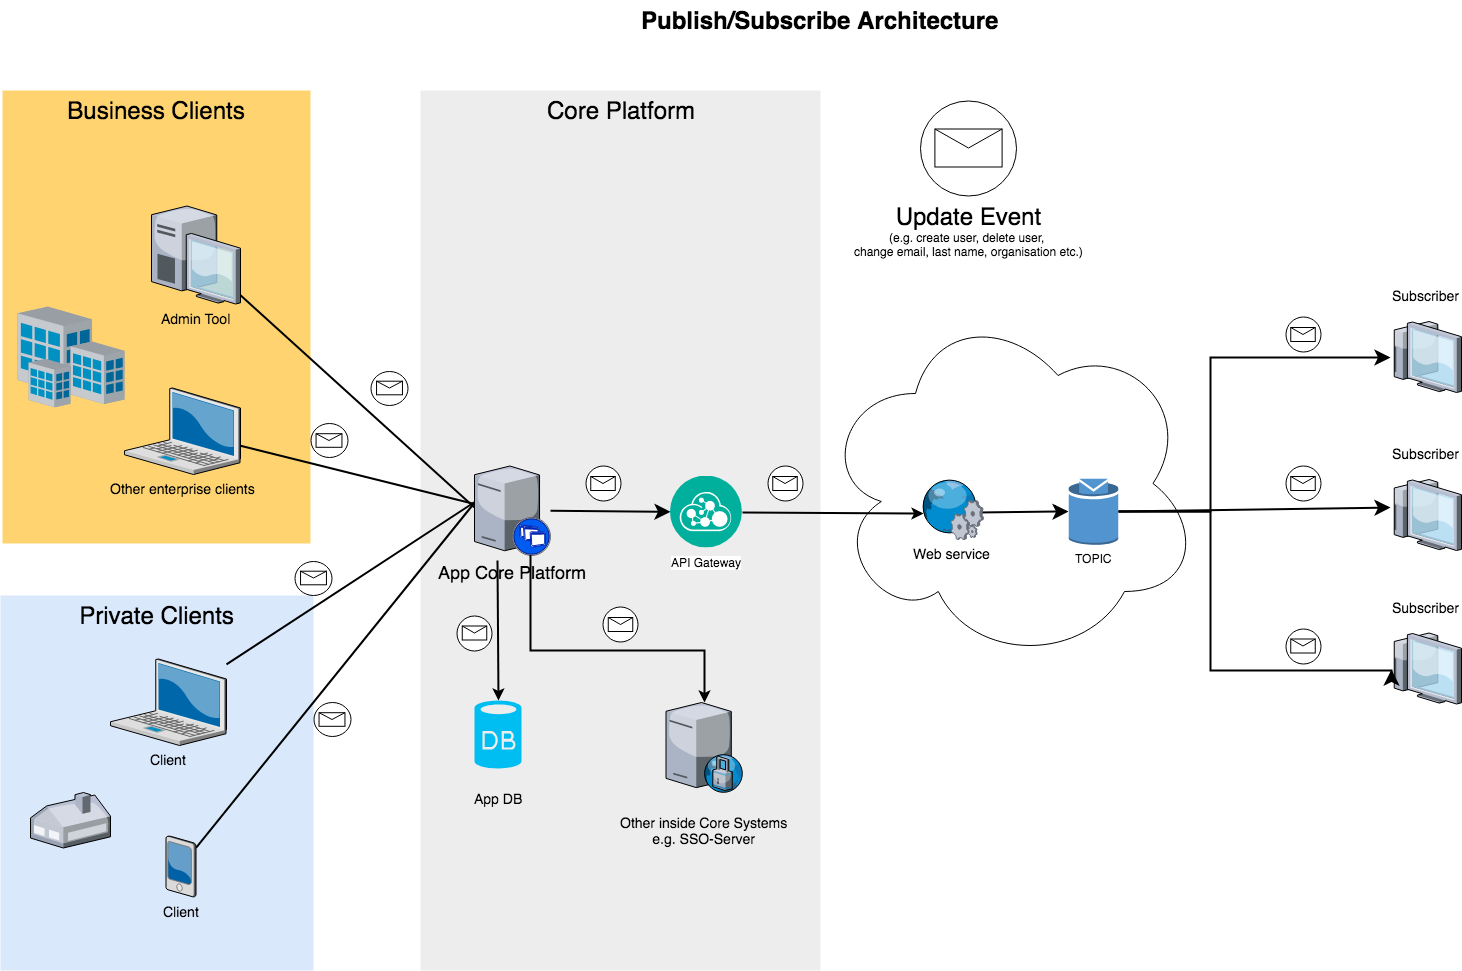 Publish/Subscribe Architecture
Business Clients
Core Platform
Update Event
(e.g. create user, delete user,
change email, last name, organisation etc.)
Admin Tool
Other enterprise clients
Private Clients
Client
Client
App Core Platform
API Gateway
DB
App DB
Other inside Core Systems
e.g. SSO-Server
Web service
TOPIC
Subscriber
Subscriber
Subscriber